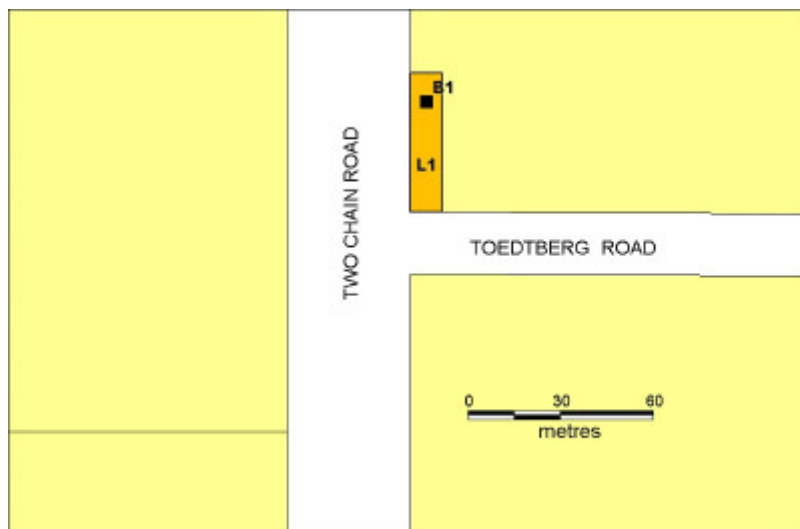 B1
L1
TWO CHAIN ROAD
TOEDTBERG ROAD
0 30 60
metres